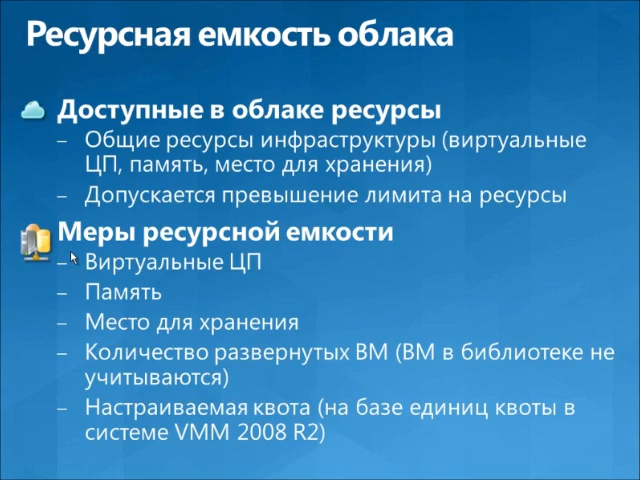 Ресурсная емкость облака
Доступные в облаке ресурсы
– Общие ресурсы инфраструктуры (виртуальные
ЦП, память, место для хранения)
– Допускается превышение лимита на ресурсы
Меры ресурсной емкости
– Виртуальные ЦП
– Память
– Место для хранения
– Количество развернутых ВМ (ВМ в библиотеке не
учитываются)
– Настраиваемая квота (на базе единиц квоты в
системе VMM 2008 R2)